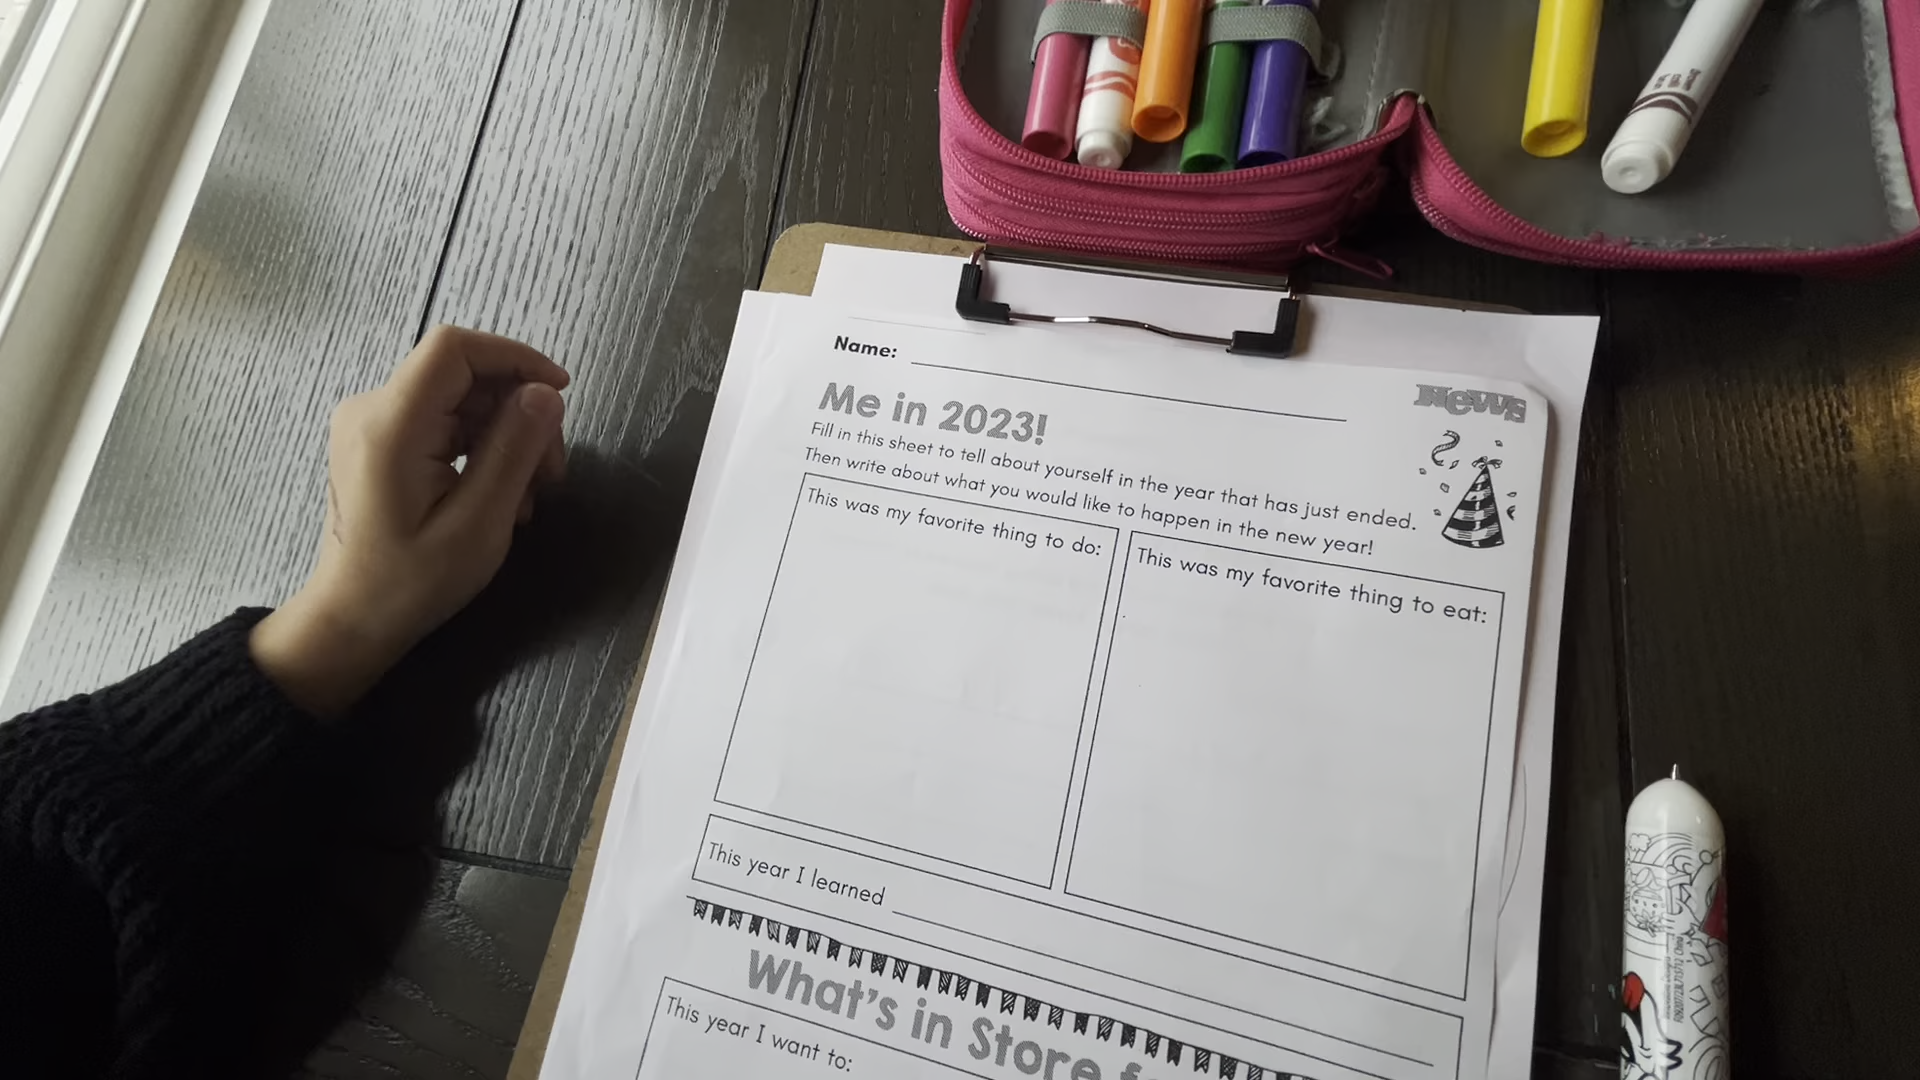 Name:
News
Me in 2023!
Fill in this sheet to tell about yourself in the year that has just ended.
Then write about what you would like to happen in the new year!
This was my favorite thing to do:
This was my favorite thing to eat:
This year I learned
What's in Store
This year I want to: